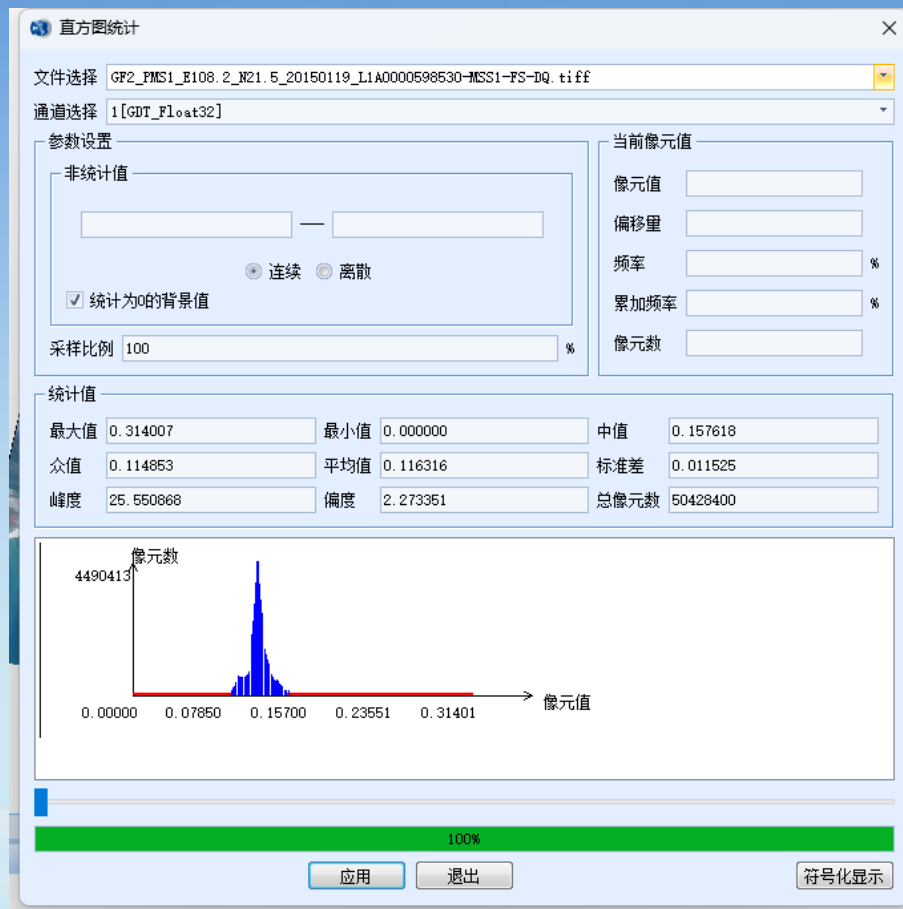 直方图统计
文件选择 GF2_PMS1_E108.2_N21.5_20150119_L1A0000598530-MSS1-FS-DQ.tiff
通道选择 1[GDT_Float32]
参数设置
非统计值
—
连续 离散
统计为0的背景值
采样比例 100 %
当前像元值
像元值
偏移量
频率 %
累加频率 %
像元数
统计值
最大值 0.314007 最小值 0.000000 中值 0.157618
众值 0.114853 平均值 0.116316 标准差 0.011525
峰度 25.550868 偏度 2.273351 总像元数 50428400
像元数
4490413
像元值
0.00000 0.07850 0.15700 0.23551 0.31401
100%
应用 退出 符号化显示